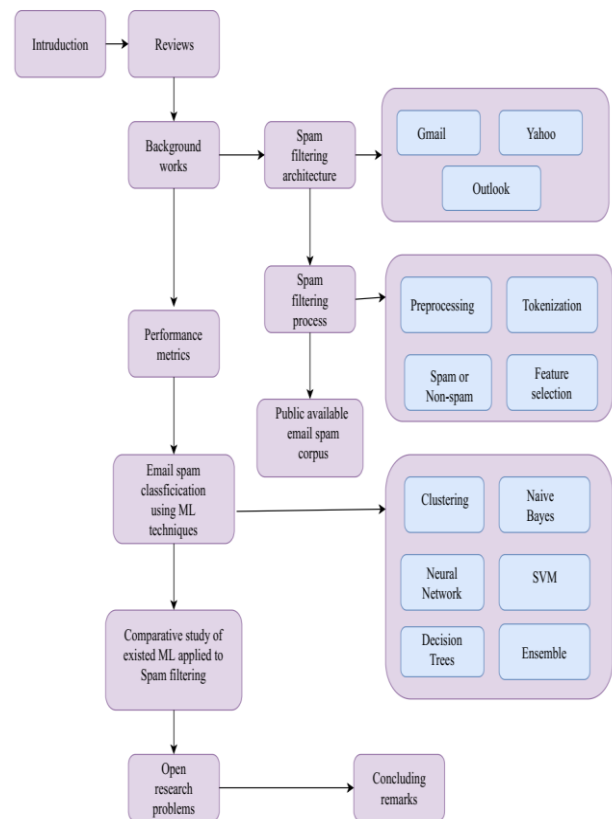 Intruduction
Reviews
Background
works
Spam
filtering
architecture
Gmail
Yahoo
Outlook
Spam
filtering
process
Preprocessing
Tokenization
Spam or
Non-spam
Feature
selection
Performance
metrics
Public available
email spam
corpus
Email spam
classficication
using ML
techniques
Clustering
Naive
Bayes
Neural
Network
SVM
Decision
Trees
Ensemble
Comparative study of
existed ML applied to
Spam filtering
Open
research
problems
Concluding
remarks